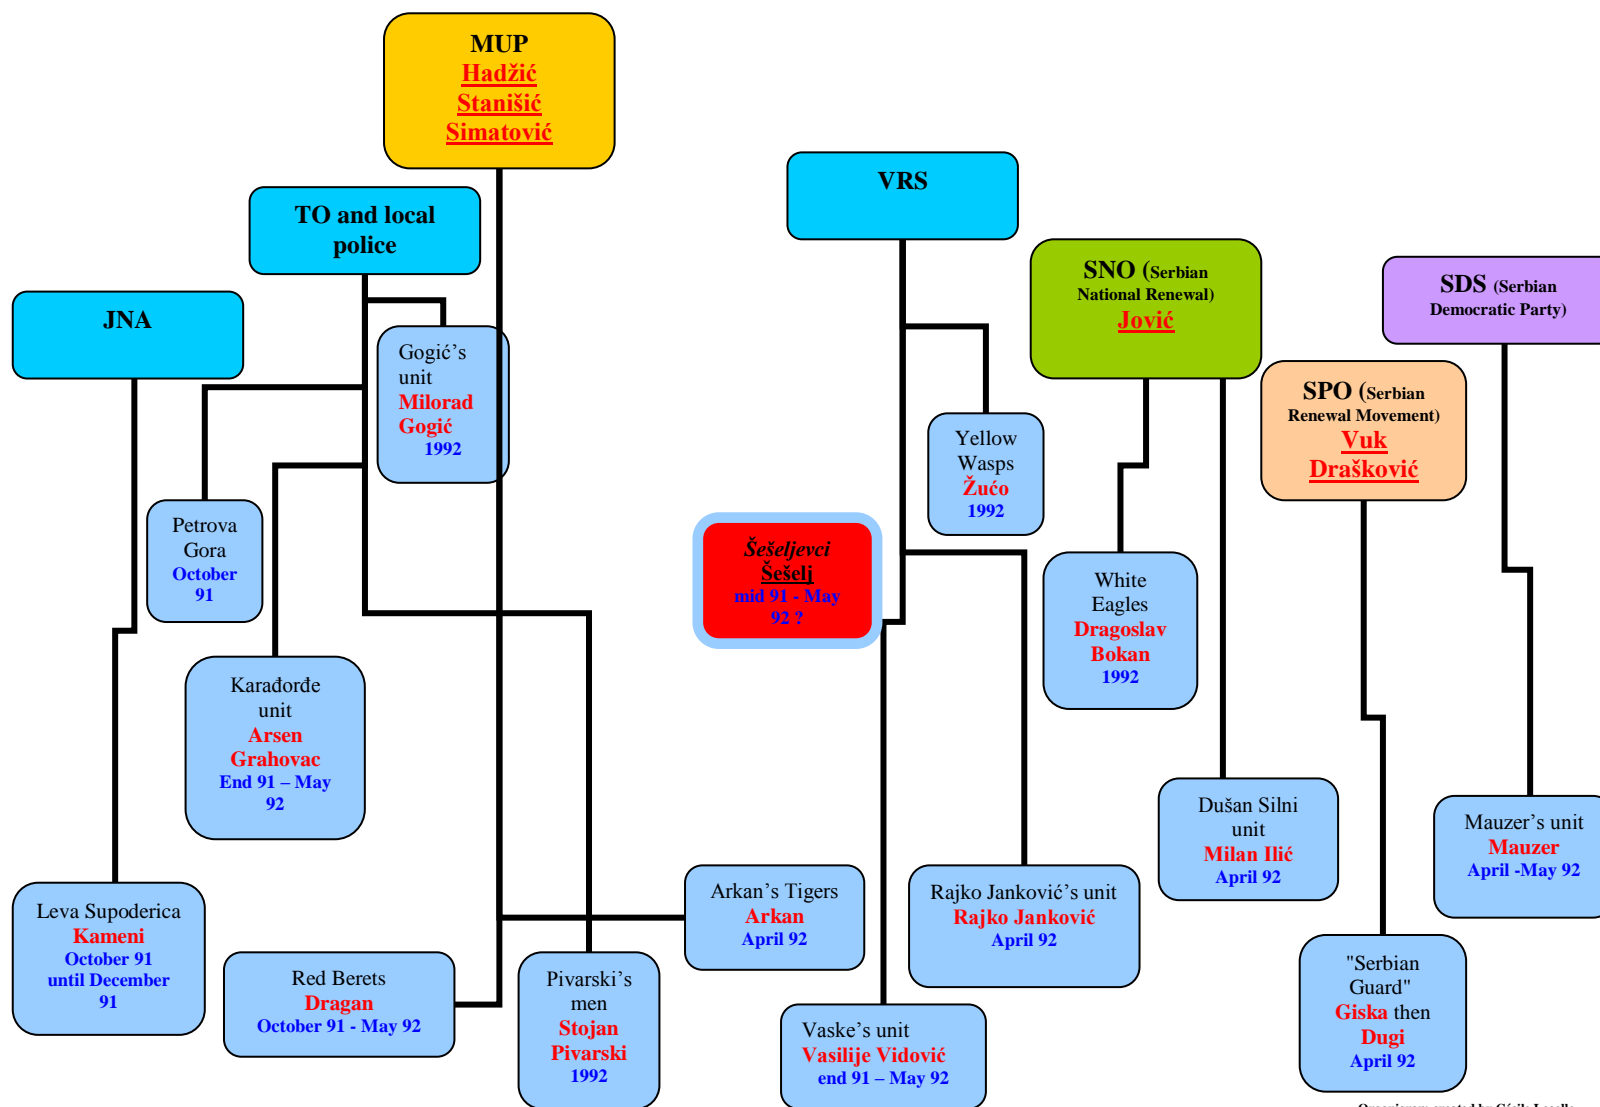 MUP
Hadžić
Stanišić
Simatović
TO and local
police
JNA
VRS
SNO (Serbian
National Renewal)
Jović
SDS (Serbian
Democratic Party)
SPO (Serbian
Renewal Movement)
Vuk
Drašković
Gogić’s
unit
Milorad
Gogić
1992
Petrova
Gora
October
91
Karađorđe
unit
Arsen
Grahovac
End 91 – May
92
Leva Supoderica
Kameni
October 91
until December
91
Red Berets
Dragan
October 91 - May 92
Pivarski’s
men
Stojan
Pivarski
1992
Arkan’s Tigers
Arkan
April 92
Šešeljevci
Šešelj
mid 91 - May
92 ?
Yellow
Wasps
Žućo
1992
Rajko Janković’s unit
Rajko Janković
April 92
Vaske’s unit
Vasilije Vidović
end 91 – May 92
White
Eagles
Dragoslav
Bokan
1992
Dušan Silni
unit
Milan Ilić
April 92
"Serbian
Guard"
Giska then
Dugi
April 92
Mauzer’s unit
Mauzer
April -May 92